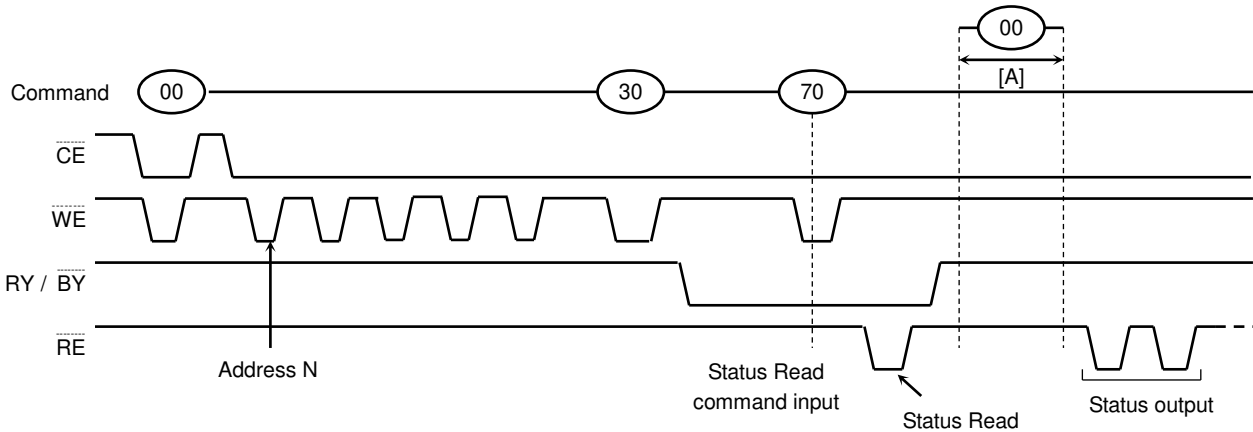 00
[A]
Command 00 30 70
CE
WE
RY / BY
RE
Address N
Status Read
command input
Status Read
Status output